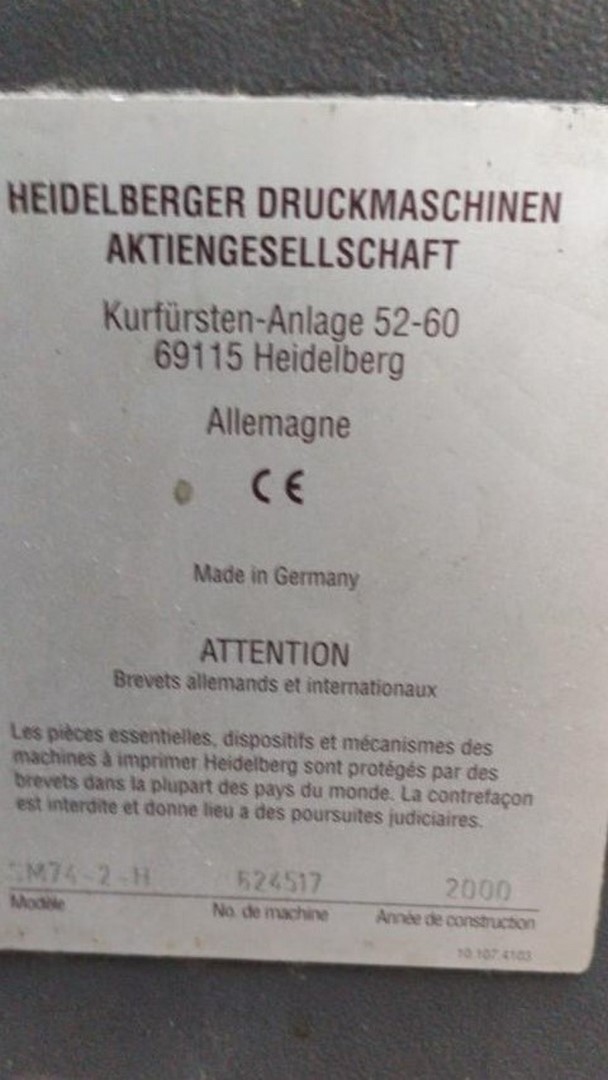 HEIDELBERGER DRUCKMASCHINEN
AKTIENGESELLSCHAFT
Kurfürsten-Anlage 52-60
69115 Heidelberg
Allemagne
CE
Made in Germany
ATTENTION
Brevets allemands et internationaux
Les pièces essentielles, dispositifs et mécanismes des
machines à imprimer Heidelberg sont protégés par des
brevets dans la plupart des pays du monde. La contrefaçon
est interdite et donne lieu a des poursuites judiciaires.
SM74-2-H 624517 2000
Modèle No. de machine Année de construction
10.107.4103